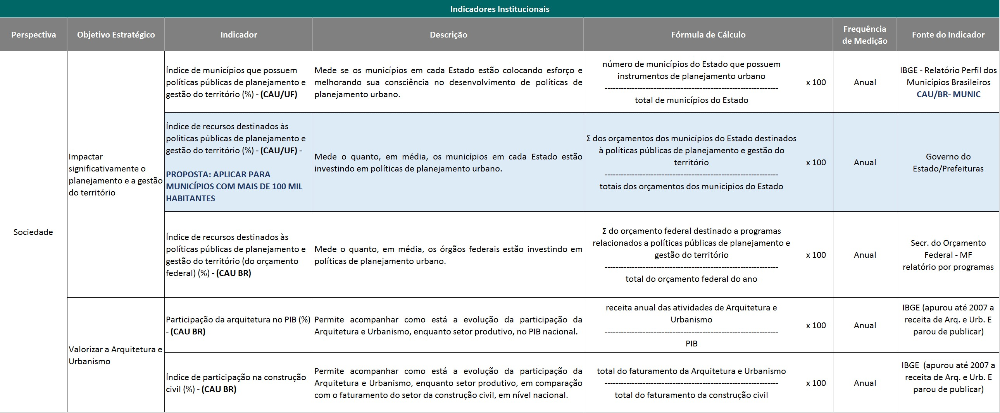 Indicadores Institucionais
Perspectiva
Objetivo Estratégico
Indicador
Descrição
Fórmula de Cálculo
Frequência
de Medição
Fonte do Indicador
Sociedade
Impactar
significativamente o
planejamento e a gestão
do território
Índice de municípios que possuem
políticas públicas de planejamento e
gestão do território (%) - (CAU/UF)
Mede se os municípios em cada Estado estão colocando esforço e
melhorando sua consciência no desenvolvimento de políticas de
planejamento urbano.
número de municípios do Estado que possuem
instrumentos de planejamento urbano
----------------------------------------------------------------
total de municípios do Estado
x 100
Anual
IBGE - Relatório Perfil dos
Municípios Brasileiros
CAU/BR- MUNIC
Índice de recursos destinados às
políticas públicas de planejamento e
gestão do território (%) - (CAU/UF) -
PROPOSTA: APLICAR PARA
MUNICÍPIOS COM MAIS DE 100 MIL
HABITANTES
Mede o quanto, em média, os municípios em cada Estado estão
investindo em políticas de planejamento urbano.
Σ dos orçamentos dos municípios do Estado destinados
à políticas públicas de planejamento e gestão do
território
----------------------------------------------------------------
totais dos orçamentos dos municípios do Estado
x 100
Anual
Governo do
Estado/Prefeituras
Índice de recursos destinados às
políticas públicas de planejamento e
gestão do território (do orçamento
federal) (%) - (CAU BR)
Mede o quanto, em média, os órgãos federais estão investindo em
políticas de planejamento urbano.
Σ do orçamento federal destinado a programas
relacionados a políticas públicas de planejamento e
gestão do território
----------------------------------------------------------------
total do orçamento federal do ano
x 100
Anual
Secr. do Orçamento
Federal - MF
relatório por programas
Valorizar a Arquitetura e
Urbanismo
Participação da arquitetura no PIB (%)
- (CAU BR)
Permite acompanhar como está a evolução da participação da
Arquitetura e Urbanismo, enquanto setor produtivo, no PIB nacional.
receita anual das atividades de Arquitetura e
Urbanismo
----------------------------------------------------------------
PIB
x 100
Anual
IBGE (apurou até 2007 a
receita de Arq. e Urb. E
parou de publicar)
Índice de participação na construção
civil (%) - (CAU BR)
Permite acompanhar como está a evolução da participação da
Arquitetura e Urbanismo, enquanto setor produtivo, em comparação
com o faturamento do setor da construção civil, em nível nacional.
total do faturamento da Arquitetura e Urbanismo
----------------------------------------------------------------
total do faturamento da construção civil
x 100
Anual
IBGE (apurou até 2007 a
receita de Arq. e Urb. E
parou de publicar)